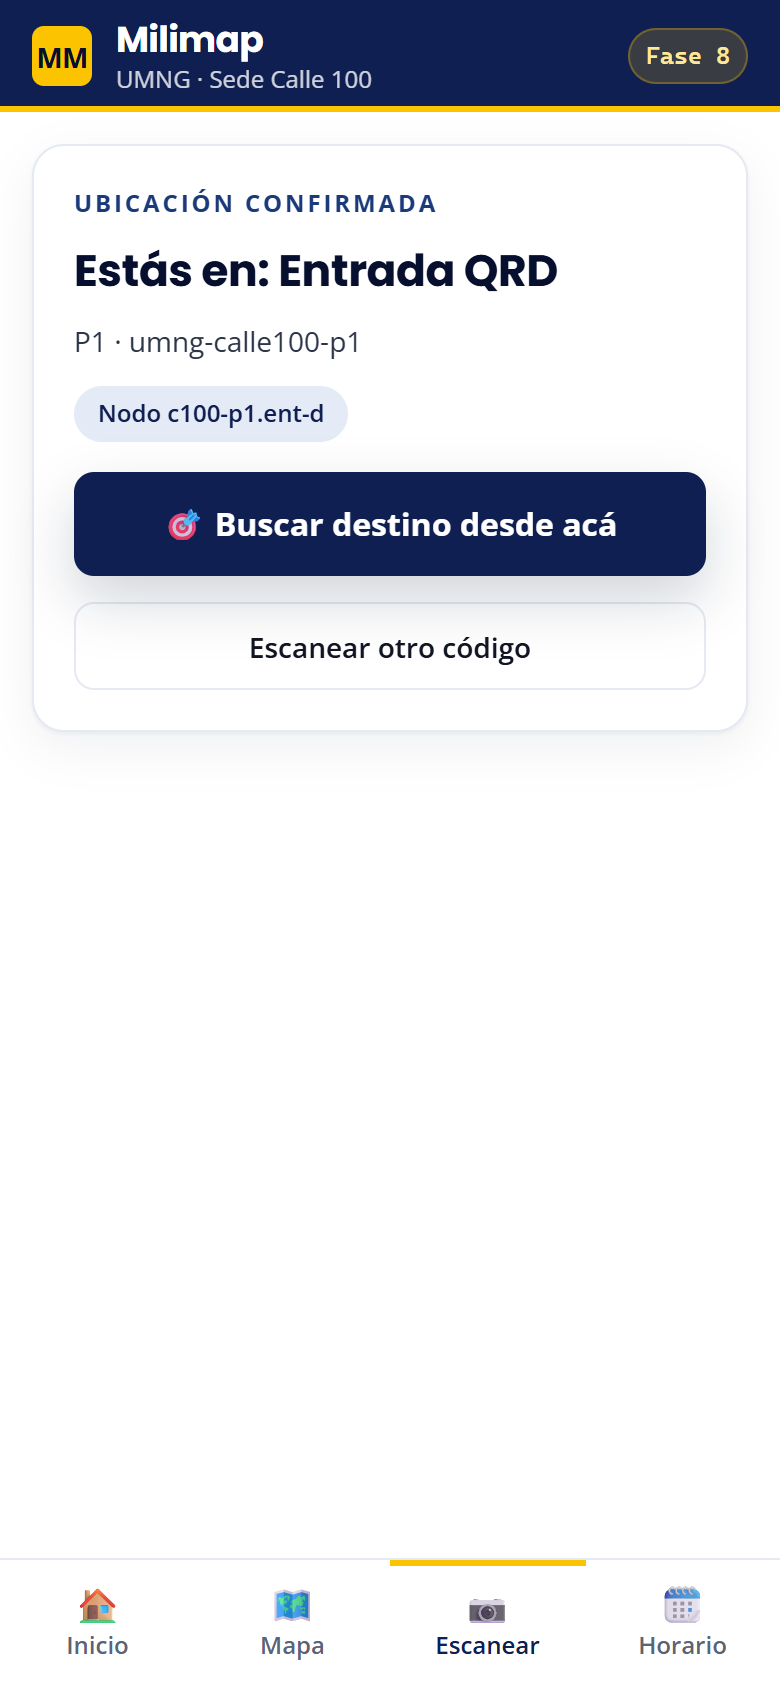 MM
Milimap
UMNG · Sede Calle 100
Fase 8
UBICACIÓN CONFIRMADA
Estás en: Entrada QRD
P1 · umng-calle100-p1
Nodo c100-p1.ent-d
Buscar destino desde acá
Escanear otro código
Inicio
Mapa
Escanear
Horario